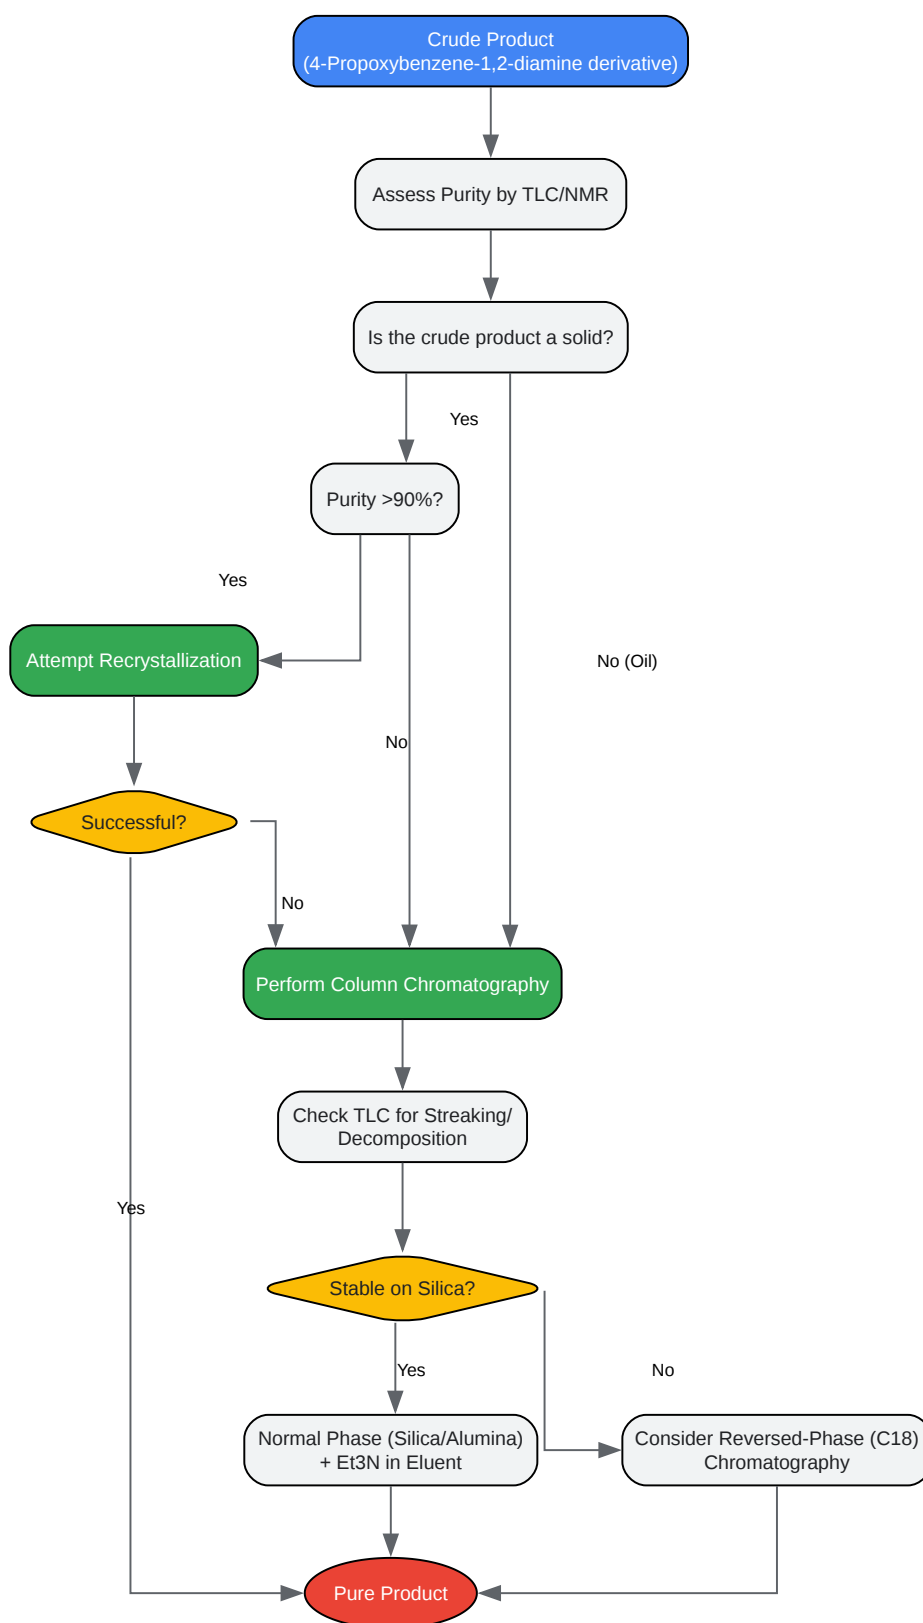 Crude Product
(4-Propoxybenzene-1,2-diamine derivative)
Assess Purity by TLC/NMR
Is the crude product a solid?
Yes
Purity >90%?
Yes
Attempt Recrystallization
No (Oil)
No
Successful?
No
Perform Column Chromatography
Check TLC for Streaking/
Decomposition
Yes
Stable on Silica?
Yes
No
Normal Phase (Silica/Alumina)
+ Et3N in Eluent
Consider Reversed-Phase (C18)
Chromatography
Pure Product